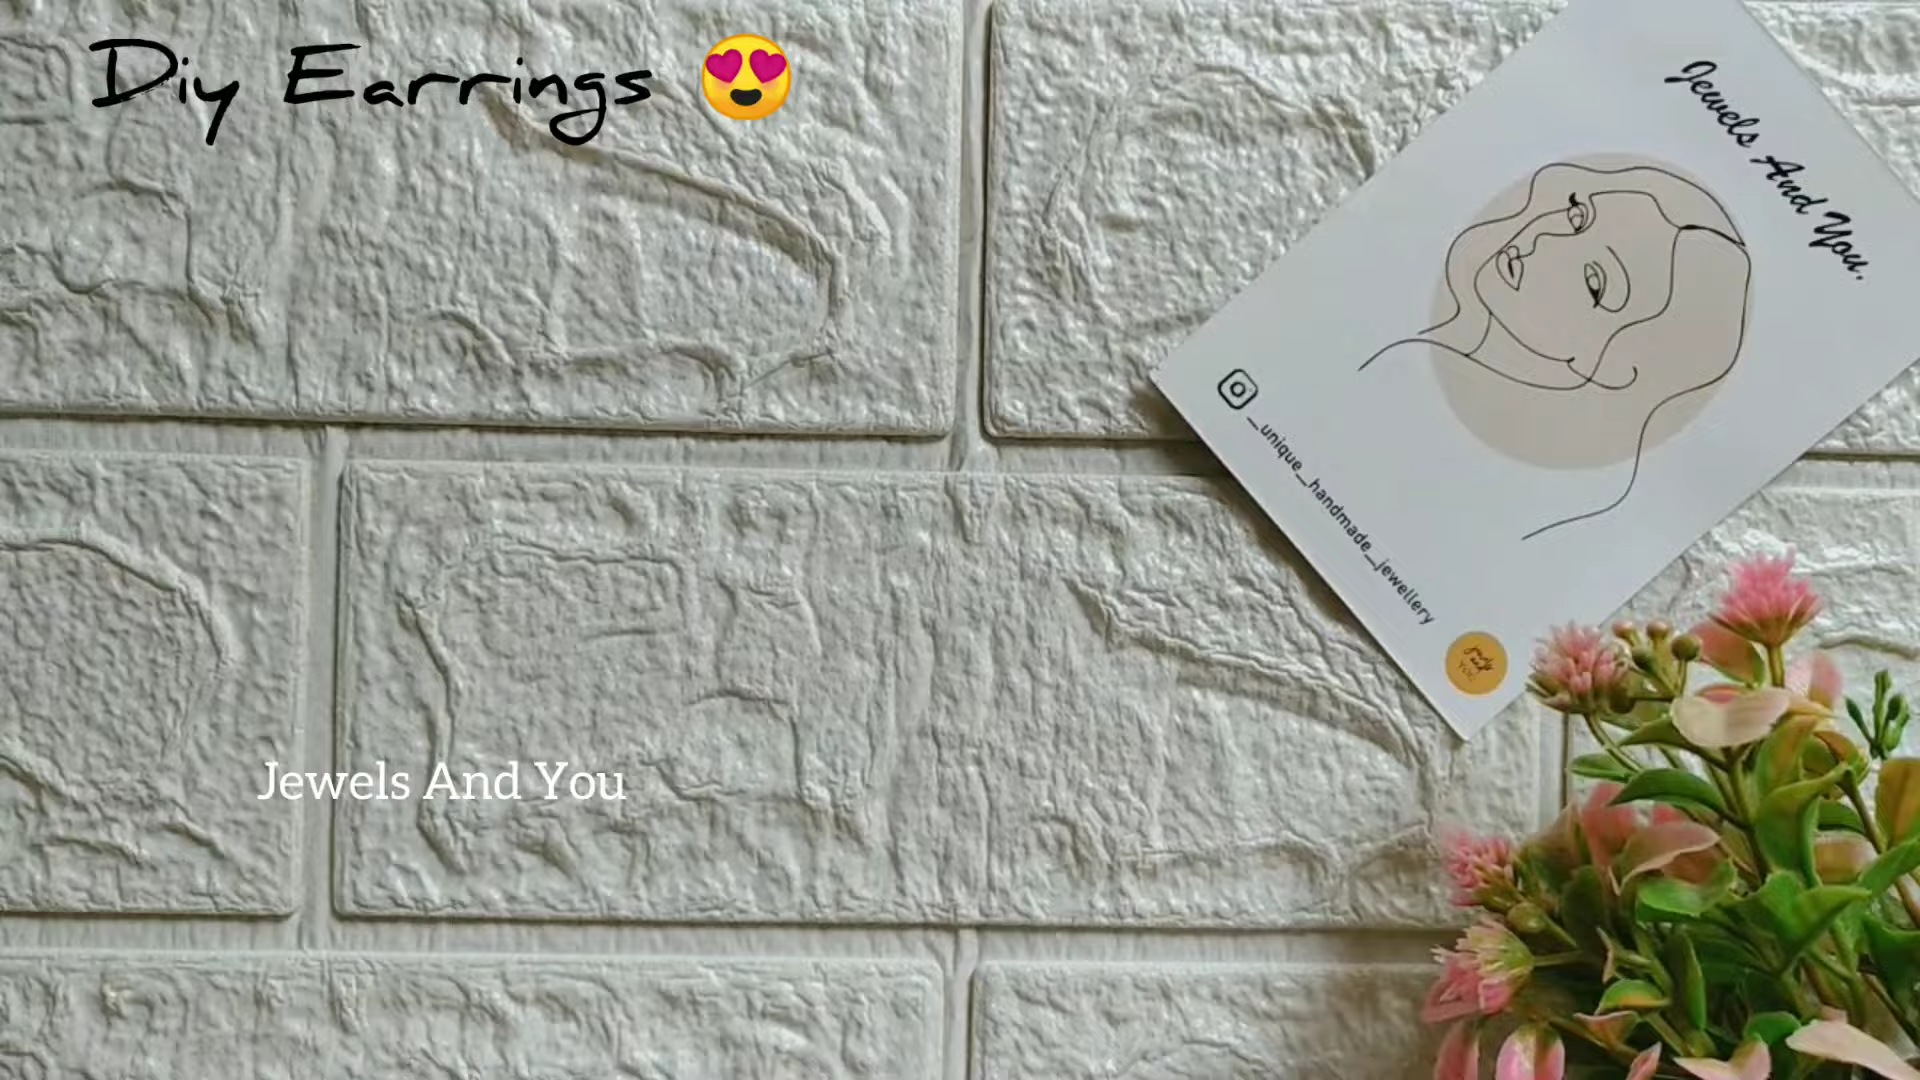 Diy Earrings 😍
Jewels And You.
_unique_handmade_jewellery
Jewels And You